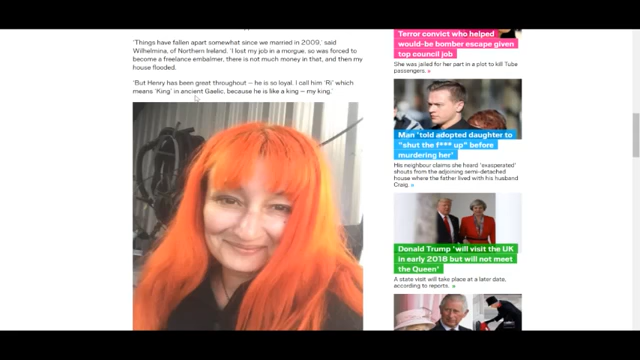 'Things have fallen apart somewhat since we married in 2009,' said
Wilhelmina, of Northern Ireland. 'I lost my job in a morgue, so was forced to
become a freelance embalmer, there is not much money in that, and then my
house flooded.
'But Henry has been great throughout – he is so loyal. I call him 'Ri' which
means 'King' in ancient Gaelic, because he is like a king – my king.'
Terror convict who helped
would-be bomber escape given
top council job
She was jailed for her part in a plot to kill Tube
passengers. »
Man 'told adopted daughter to
"shut the f*** up" before
murdering her'
His neighbour claims she heard 'exasperated'
shouts from the adjoining semi-detached
house where the father lived with his husband
Craig. »
Donald Trump 'will visit the UK
in early 2018 but will not meet
the Queen'
A state visit will take place at a later date,
according to reports. »